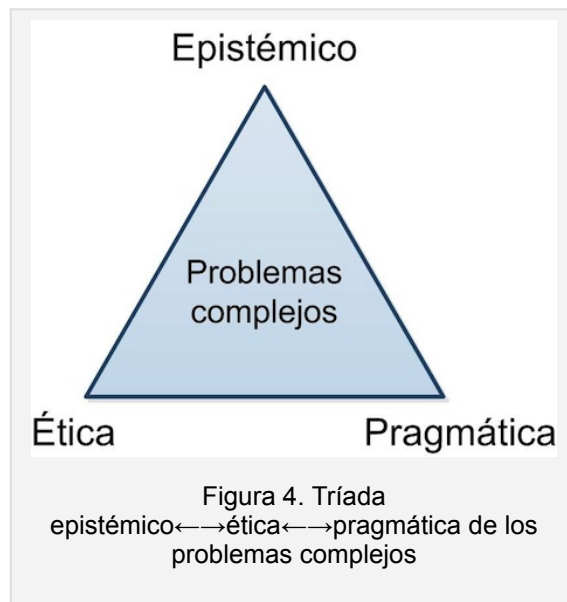 Epistémico
Problemas
complejos
Ética
Pragmática
Figura 4. Tríada
epistémico←→ética←→pragmática de los
problemas complejos